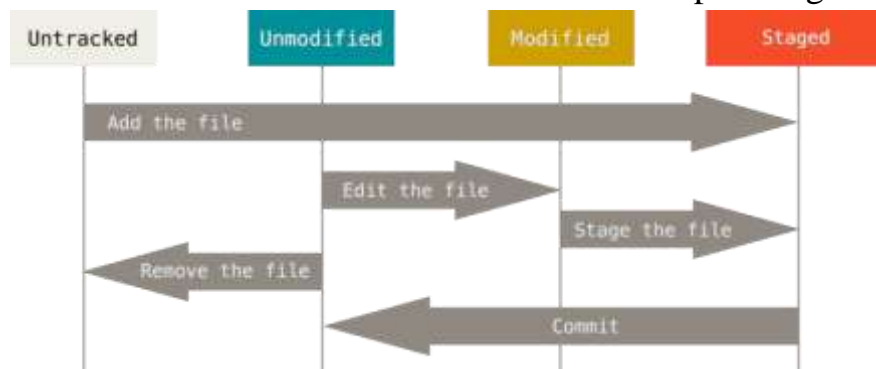 Untracked
Unmodified
Modified
Staged
Add the file
Edit the file
Stage the file
Remove the file
Commit